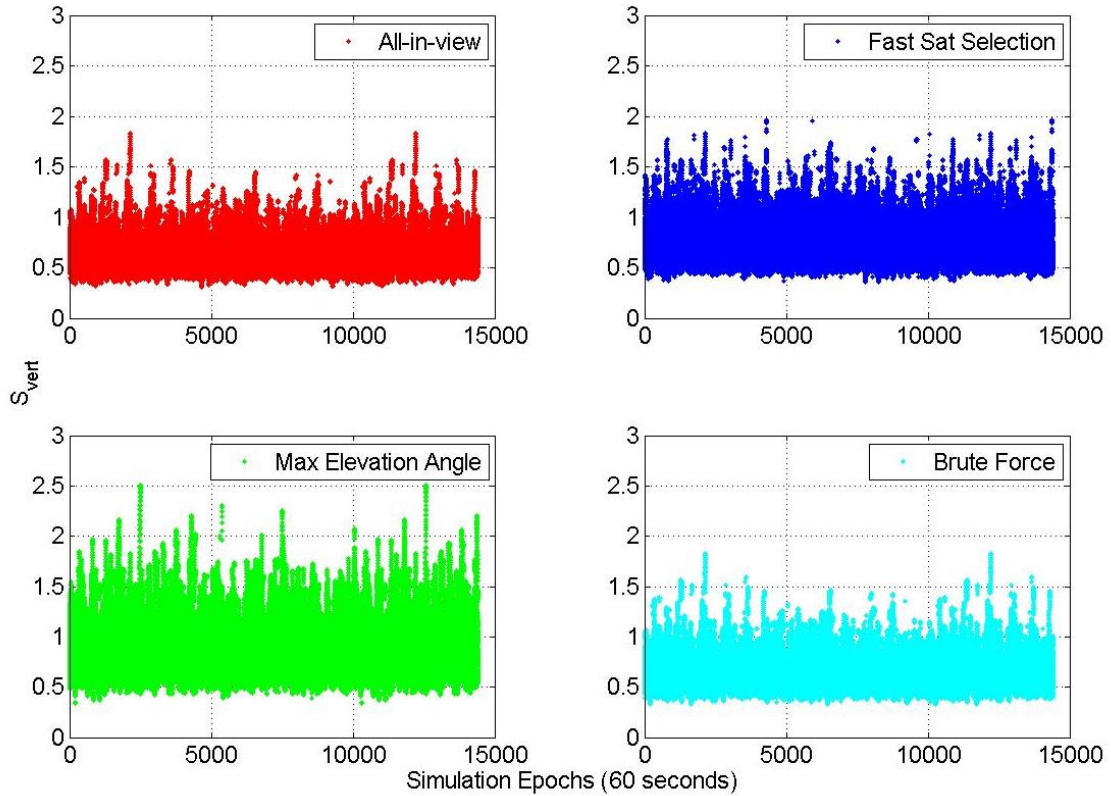 3
2.5
2
1.5
1
0.5
0
0 5000 10000 15000
All-in-view
3
2.5
2
1.5
1
0.5
0
0 5000 10000 15000
Fast Sat Selection
S_vert
3
2.5
2
1.5
1
0.5
0
0 5000 10000 15000
Max Elevation Angle
3
2.5
2
1.5
1
0.5
0
0 5000 10000 15000
Brute Force
Simulation Epochs (60 seconds)